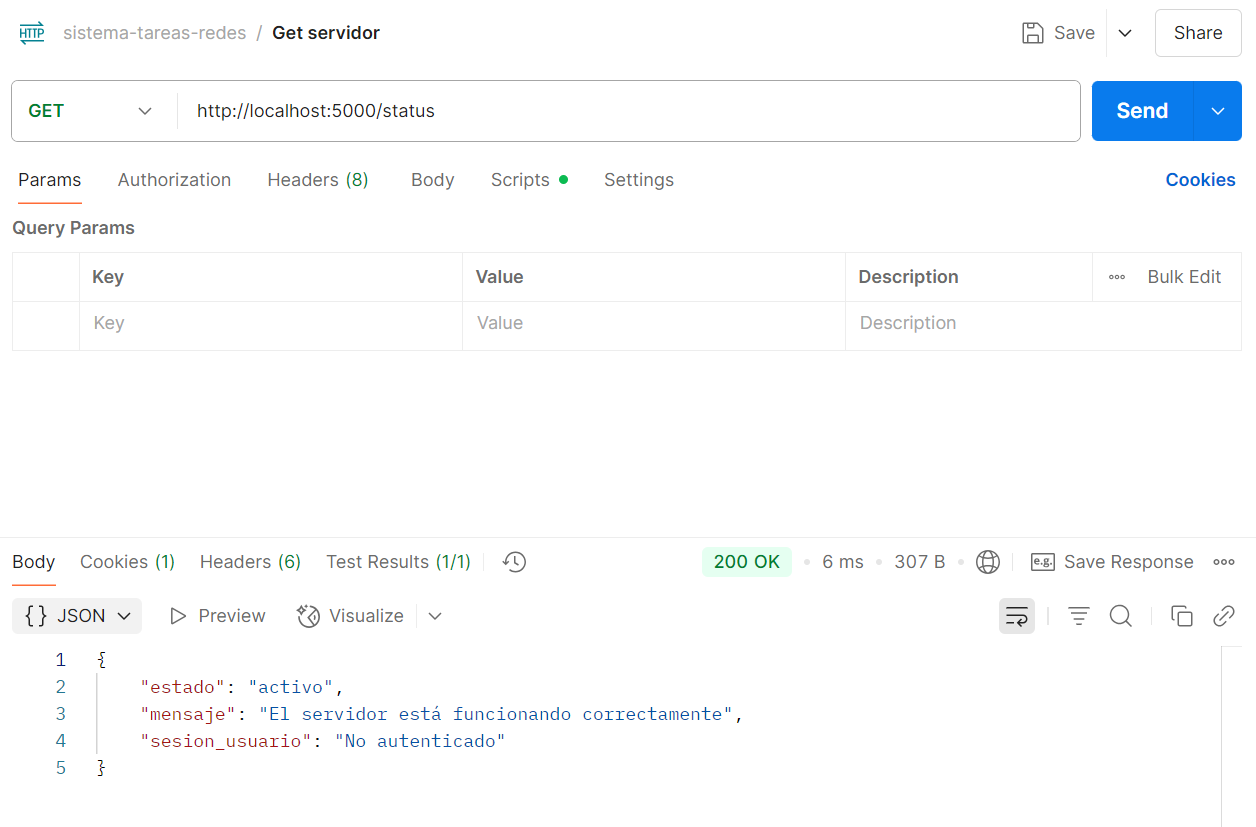 HTTP sistema-tareas-redes / Get servidor Save Share
GET http://localhost:5000/status Send
Params Authorization Headers (8) Body Scripts Settings Cookies
Query Params
Key Value Description Bulk Edit
Key Value Description
Body Cookies (1) Headers (6) Test Results (1/1) 200 OK 6 ms 307 B e.g. Save Response
{} JSON Preview Visualize
1 {
2 "estado": "activo",
3 "mensaje": "El servidor está funcionando correctamente",
4 "sesion_usuario": "No autenticado"
5 }